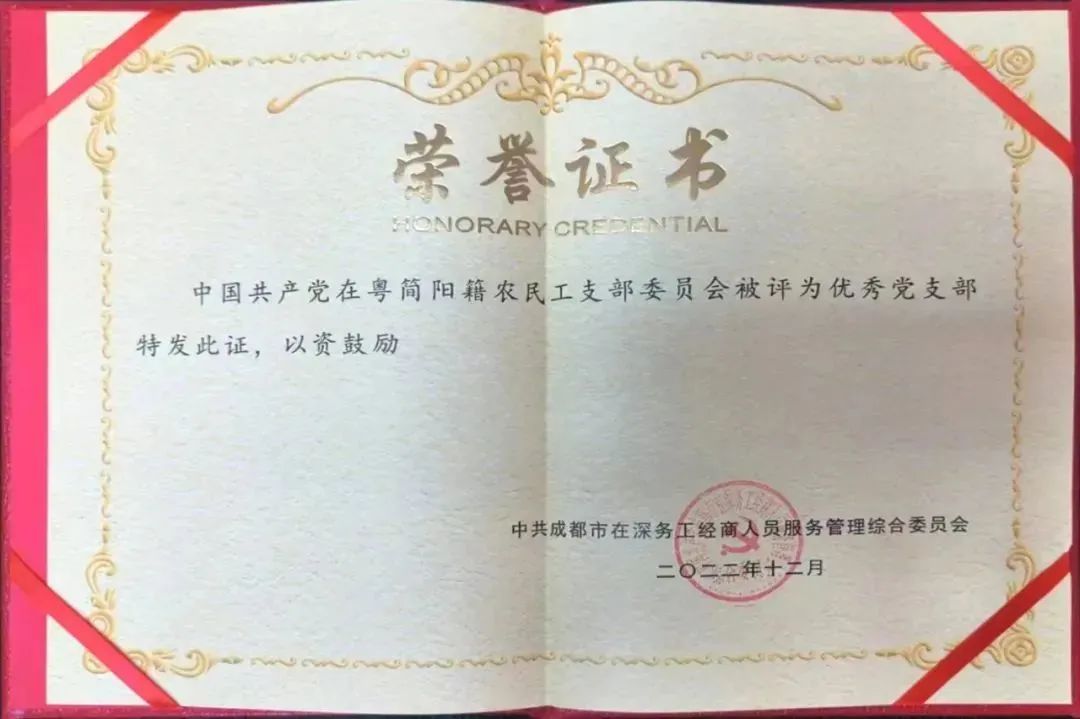 荣誉证书
HONORARY CREDENTIAL
中国共产党在粤简阳籍农民工支部委员会被评为优秀党支部
特发此证，以资鼓励
中共成都市在深务工经商人员服务管理综合委员会
二〇二二年十二月